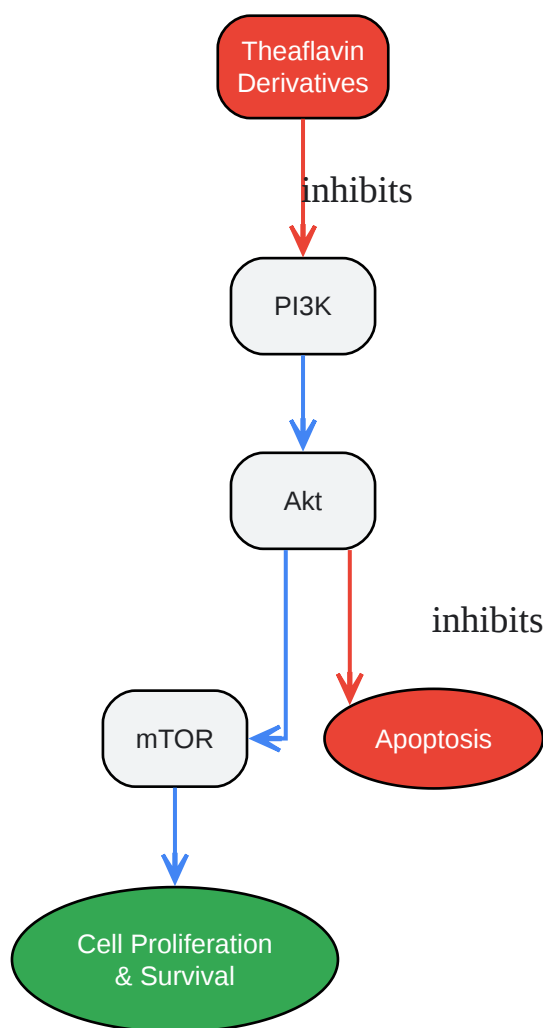 Theaflavin
Derivatives
inhibits
PI3K
Akt
inhibits
mTOR
Apoptosis
Cell Proliferation
& Survival